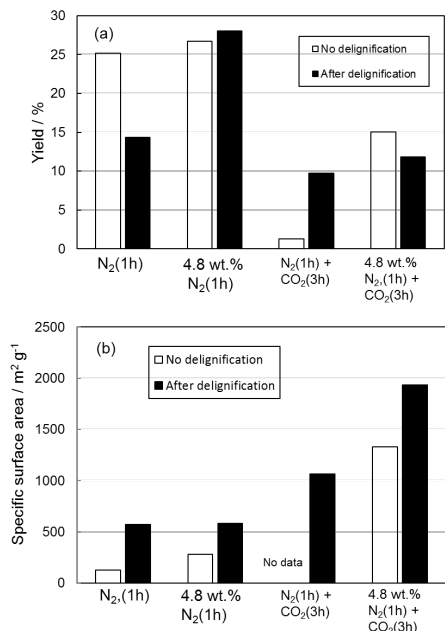 (a)
30
25
20
15
10
5
0
Yield / %
No delignification
After delignification
N₂(1h)
4.8 wt.%
N₂(1h)
N₂(1h) +
CO₂(3h)
4.8 wt.%
N₂,(1h) +
CO₂(3h)
(b)
2500
2000
1500
1000
500
0
Specific surface area / m² g⁻¹
No delignification
After delignification
No data
N₂,(1h)
4.8 wt.%
N₂(1h)
N₂(1h) +
CO₂(3h)
4.8 wt.%
N₂(1h) +
CO₂(3h)